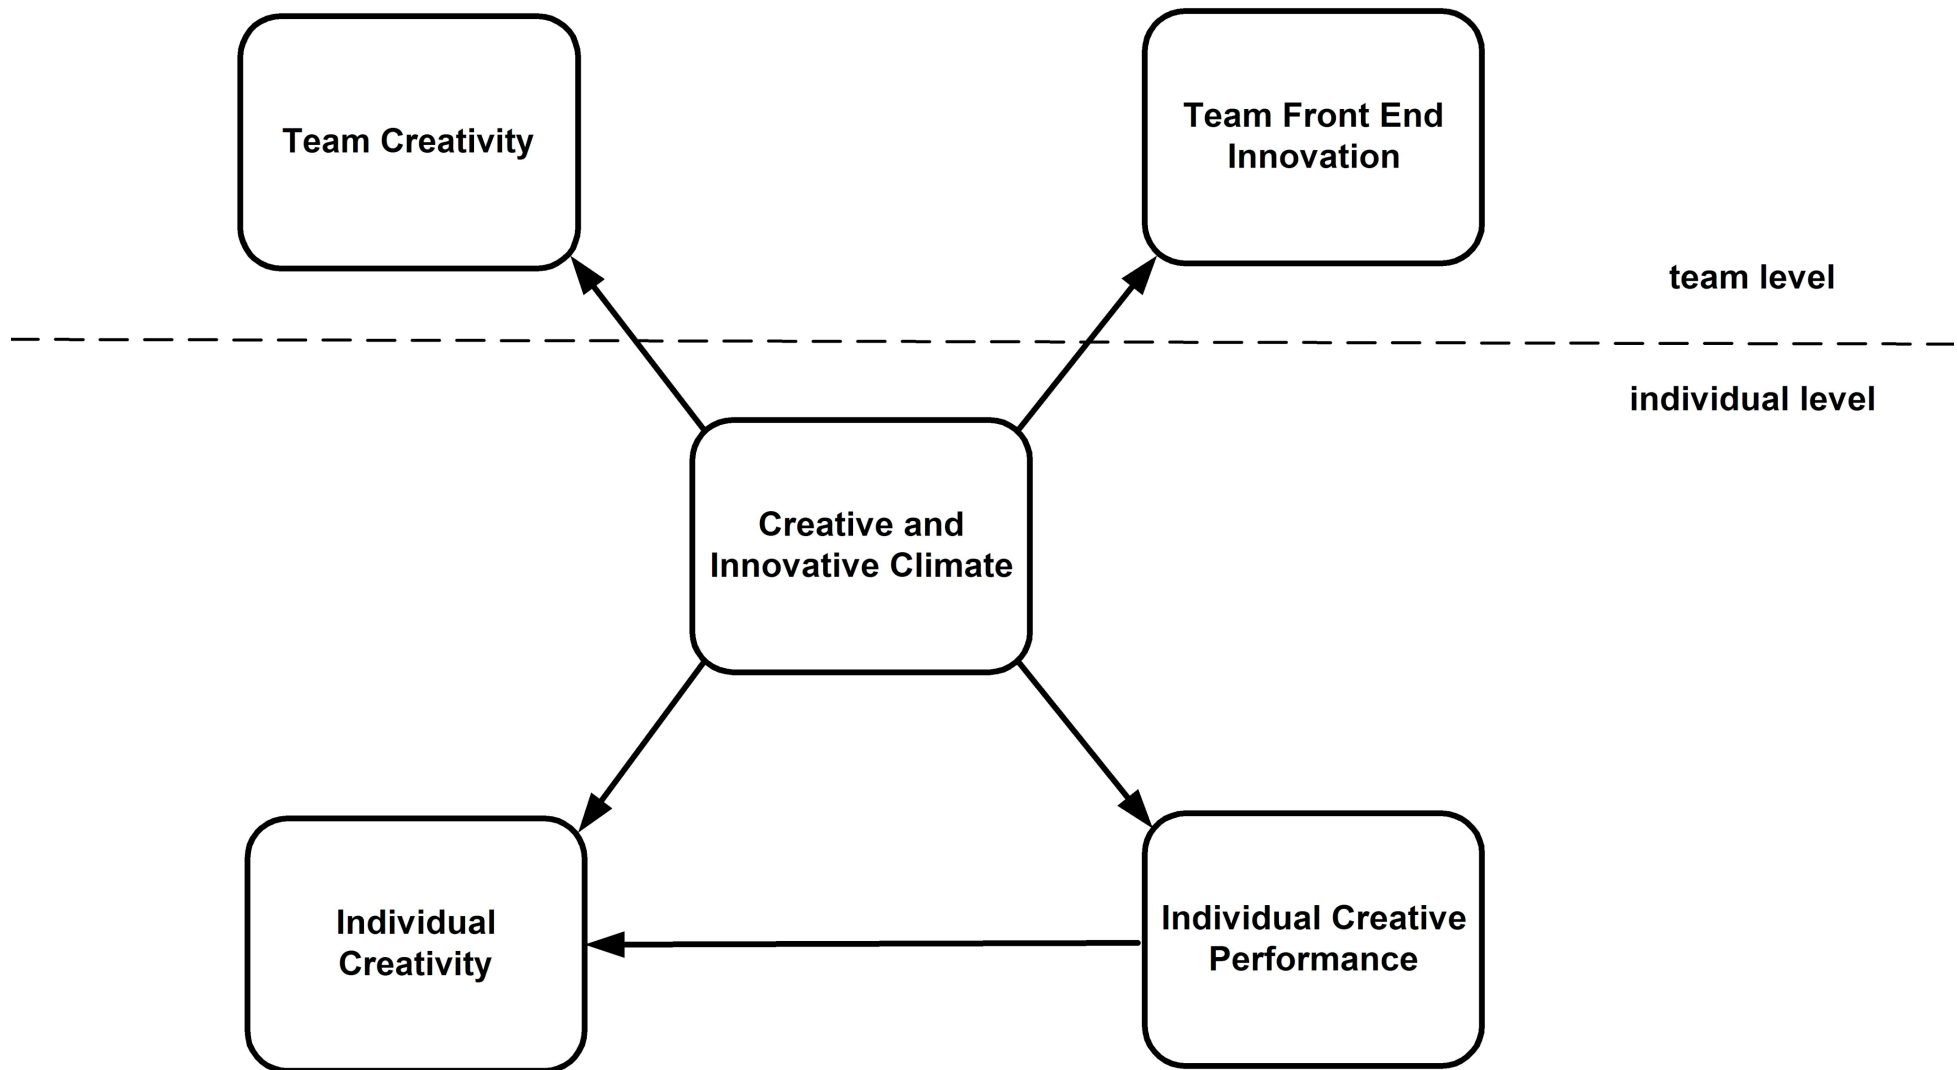 Team Creativity
Team Front End
Innovation
team level
individual level
Creative and
Innovative Climate
Individual
Creativity
Individual Creative
Performance